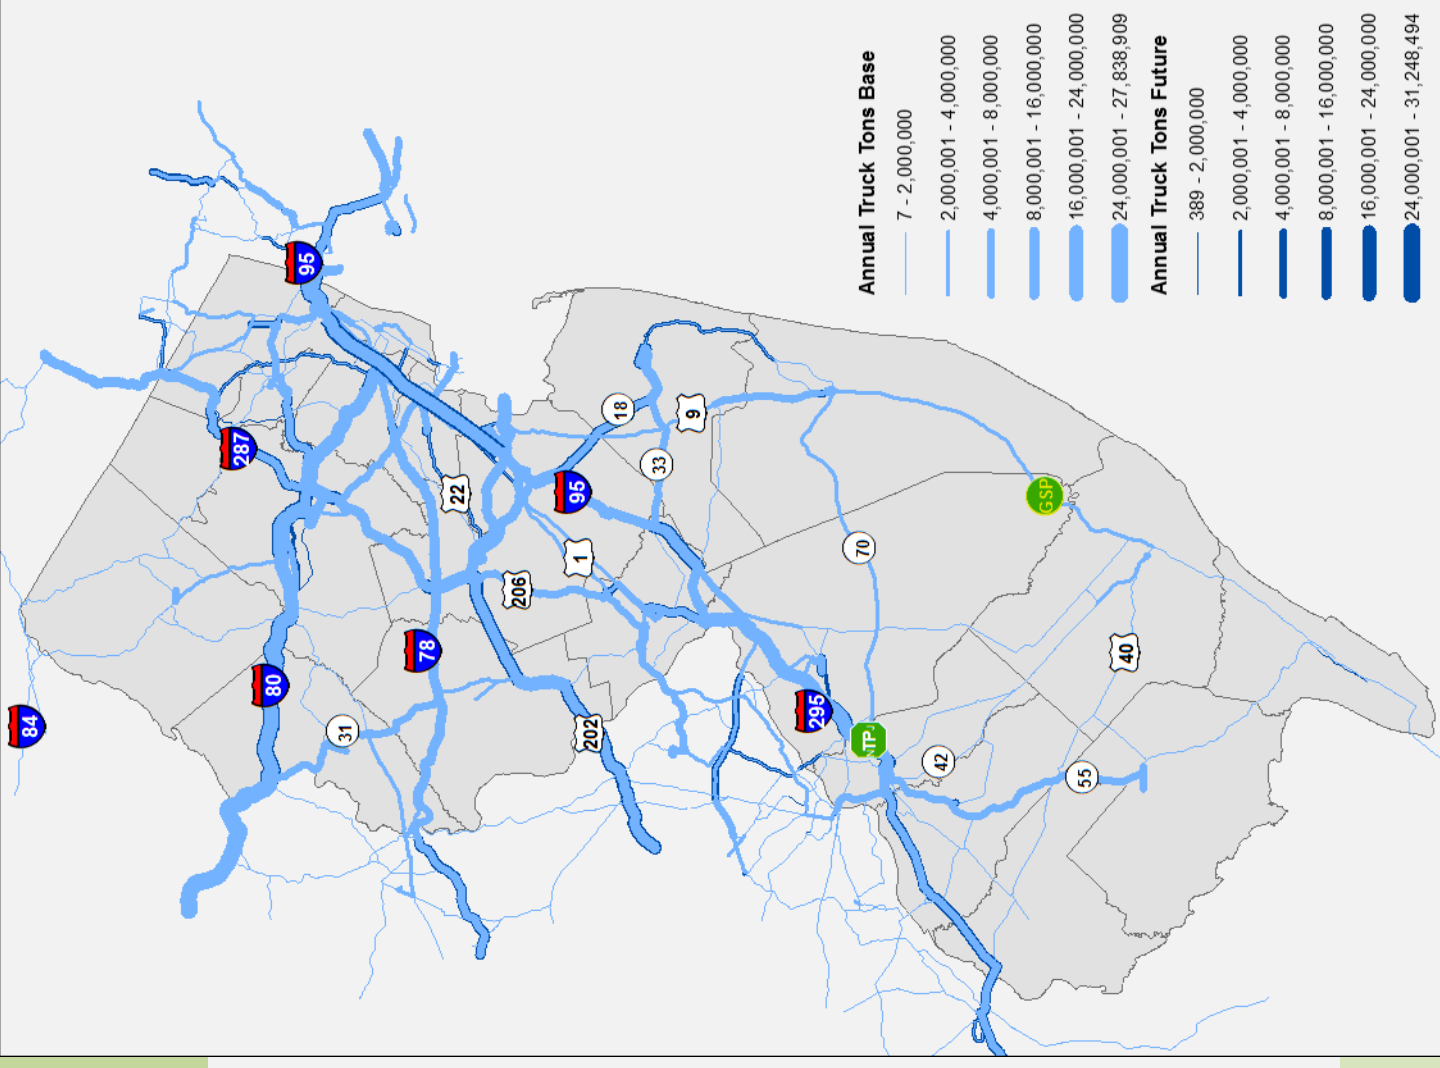 Annual Truck Tons Base
7 - 2,000,000
2,000,001 - 4,000,000
4,000,001 - 8,000,000
8,000,001 - 16,000,000
16,000,001 - 24,000,000
24,000,001 - 27,838,909
Annual Truck Tons Future
389 - 2,000,000
2,000,001 - 4,000,000
4,000,001 - 8,000,000
8,000,001 - 16,000,000
16,000,001 - 24,000,000
24,000,001 - 31,248,494
84
80
31
287
95
78
22
202
206
1
95
18
33
9
295
NTPJ
70
42
55
40
GSP